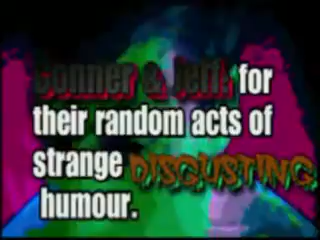 Conner & Jeff: for
their random acts of
strange DISGUSTING
humour.